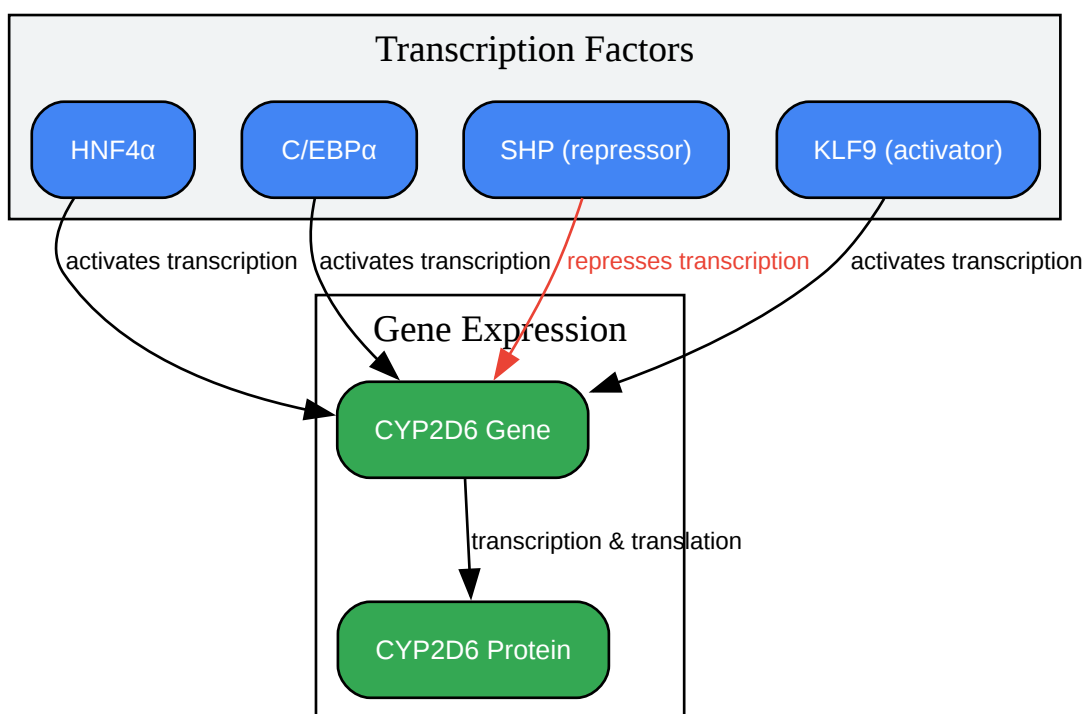 Transcription Factors
HNF4α
C/EBPα
SHP (repressor)
KLF9 (activator)
activates transcription
activates transcription
represses transcription
activates transcription
Gene Expression
CYP2D6 Gene
transcription & translation
CYP2D6 Protein